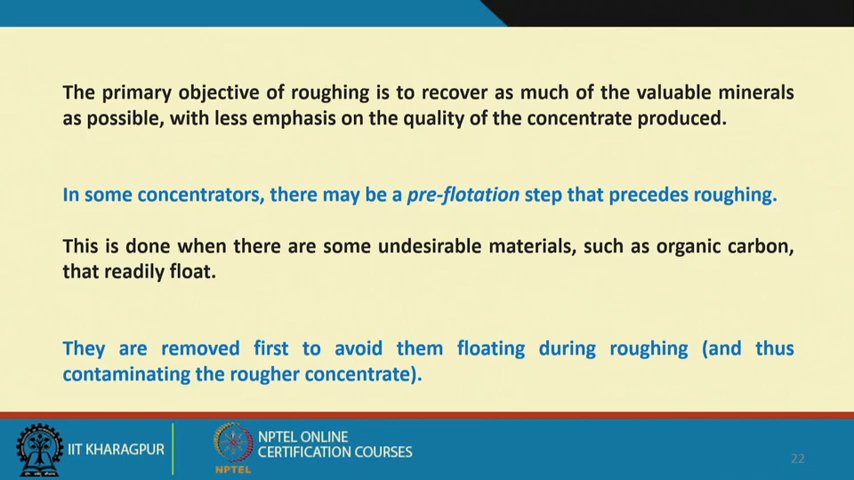 The primary objective of roughing is to recover as much of the valuable minerals
as possible, with less emphasis on the quality of the concentrate produced.
In some concentrators, there may be a pre-flotation step that precedes roughing.
This is done when there are some undesirable materials, such as organic carbon,
that readily float.
They are removed first to avoid them floating during roughing (and thus
contaminating the rougher concentrate).
IIT KHARAGPUR
NPTEL
NPTEL ONLINE
CERTIFICATION COURSES
22